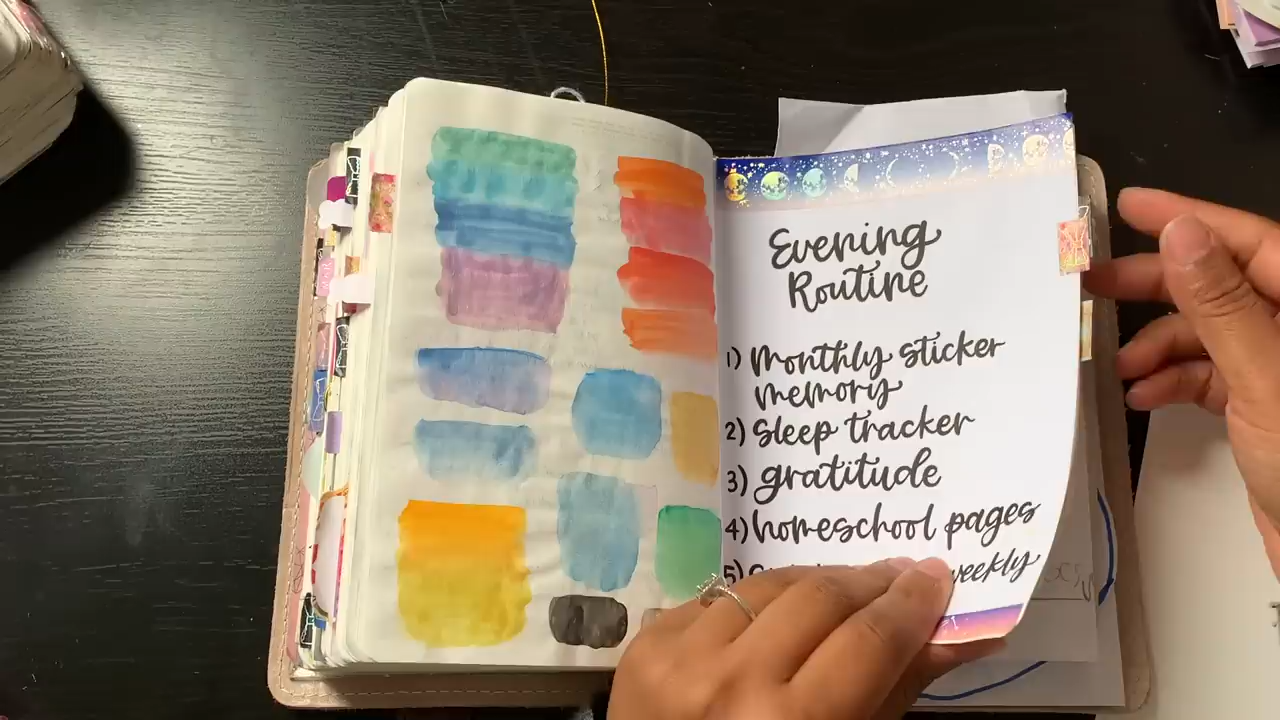 Evening
Routine
1) Monthly sticker
memory
2) Sleep tracker
3) gratitude
4) homeschool pages
5) weekly